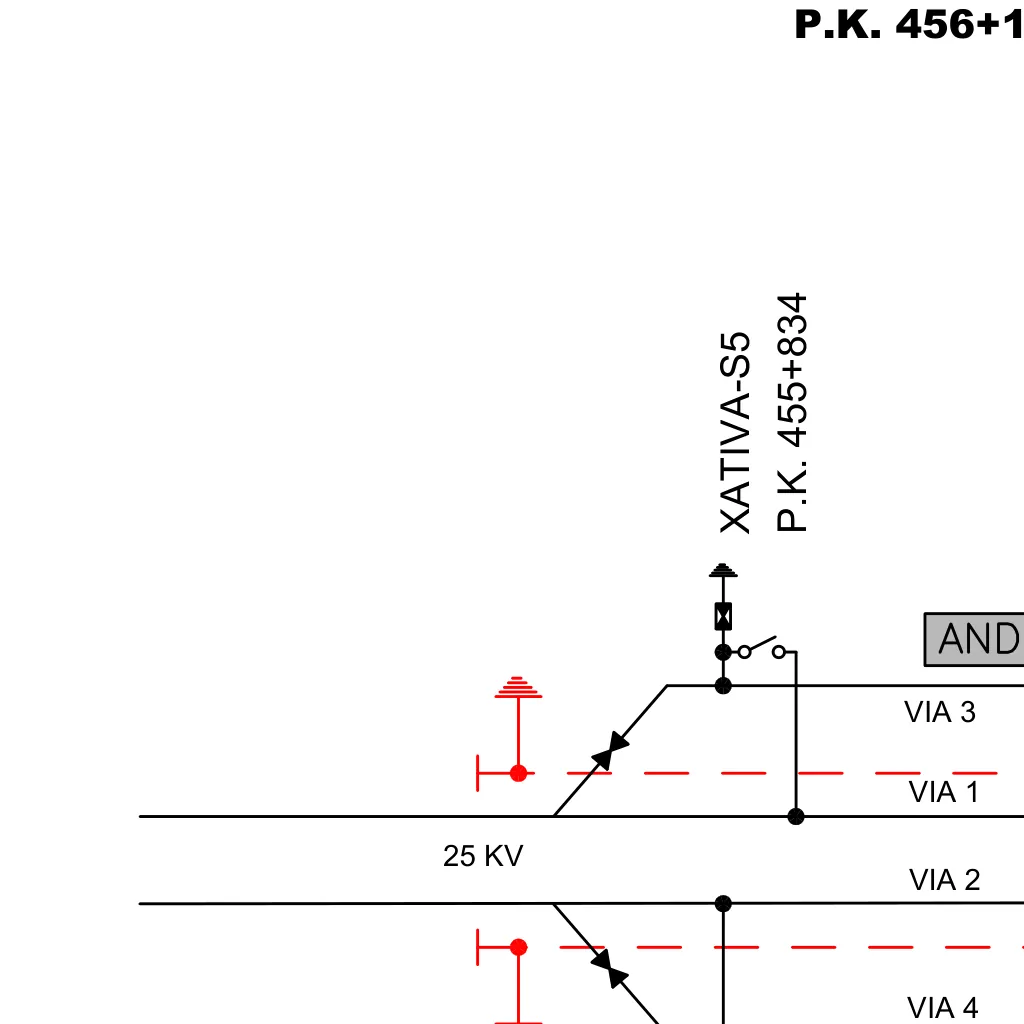 P.K. 456+1
XATIVA-S5
P.K. 455+834
AND
VIA 3
VIA 1
25 KV
VIA 2
VIA 4